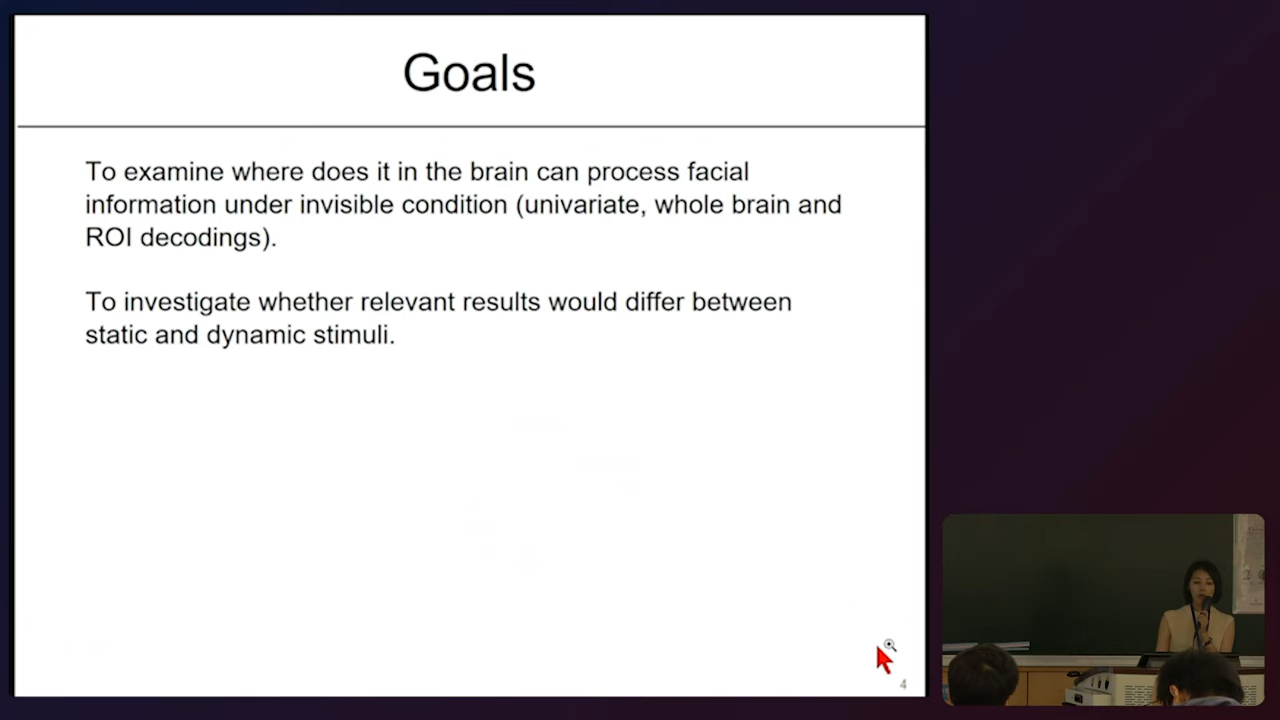 Goals
To examine where does it in the brain can process facial
information under invisible condition (univariate, whole brain and
ROI decodings).
To investigate whether relevant results would differ between
static and dynamic stimuli.
4